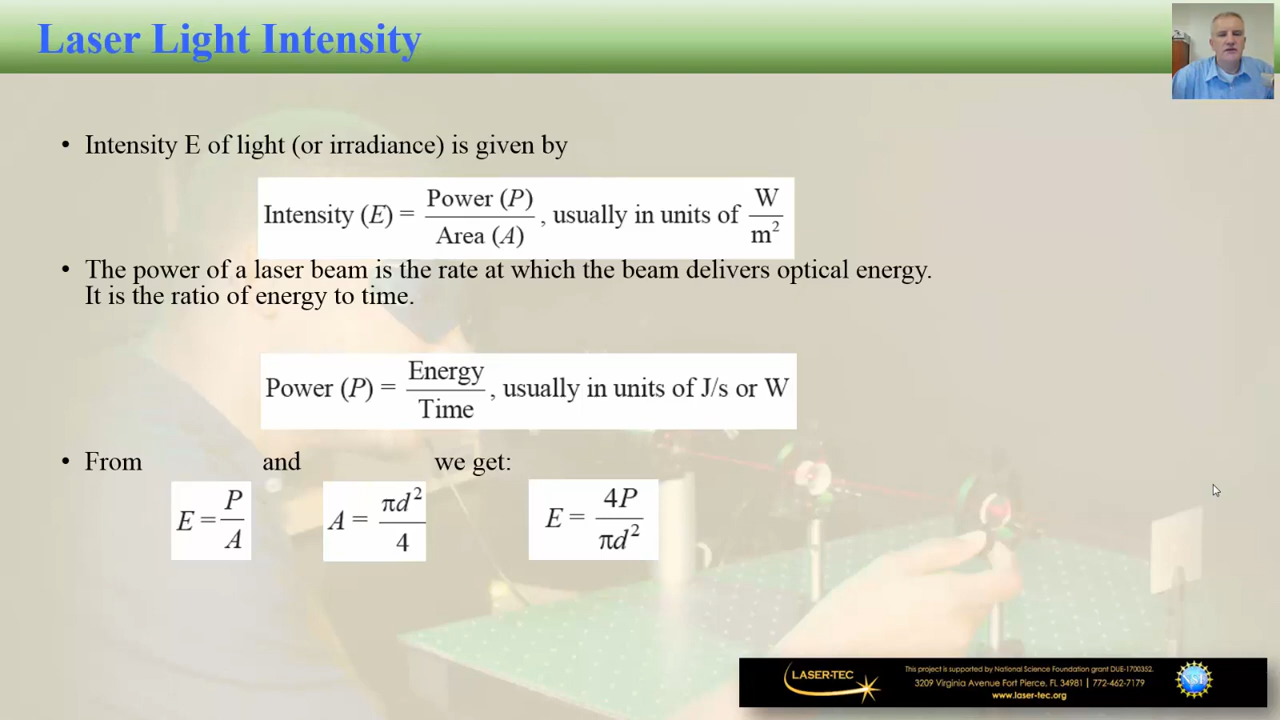 Laser Light Intensity
• Intensity E of light (or irradiance) is given by
Intensity (E) = Power (P) / Area (A) , usually in units of W / m²
• The power of a laser beam is the rate at which the beam delivers optical energy.
It is the ratio of energy to time.
Power (P) = Energy / Time , usually in units of J/s or W
• From and we get:
E = P / A A = πd² / 4 E = 4P / πd²
LASER-TEC
This project is supported by National Science Foundation grant DUE-1700352.
3209 Virginia Avenue Fort Pierce, FL 34981 | 772-462-7179
www.laser-tec.org
NSF